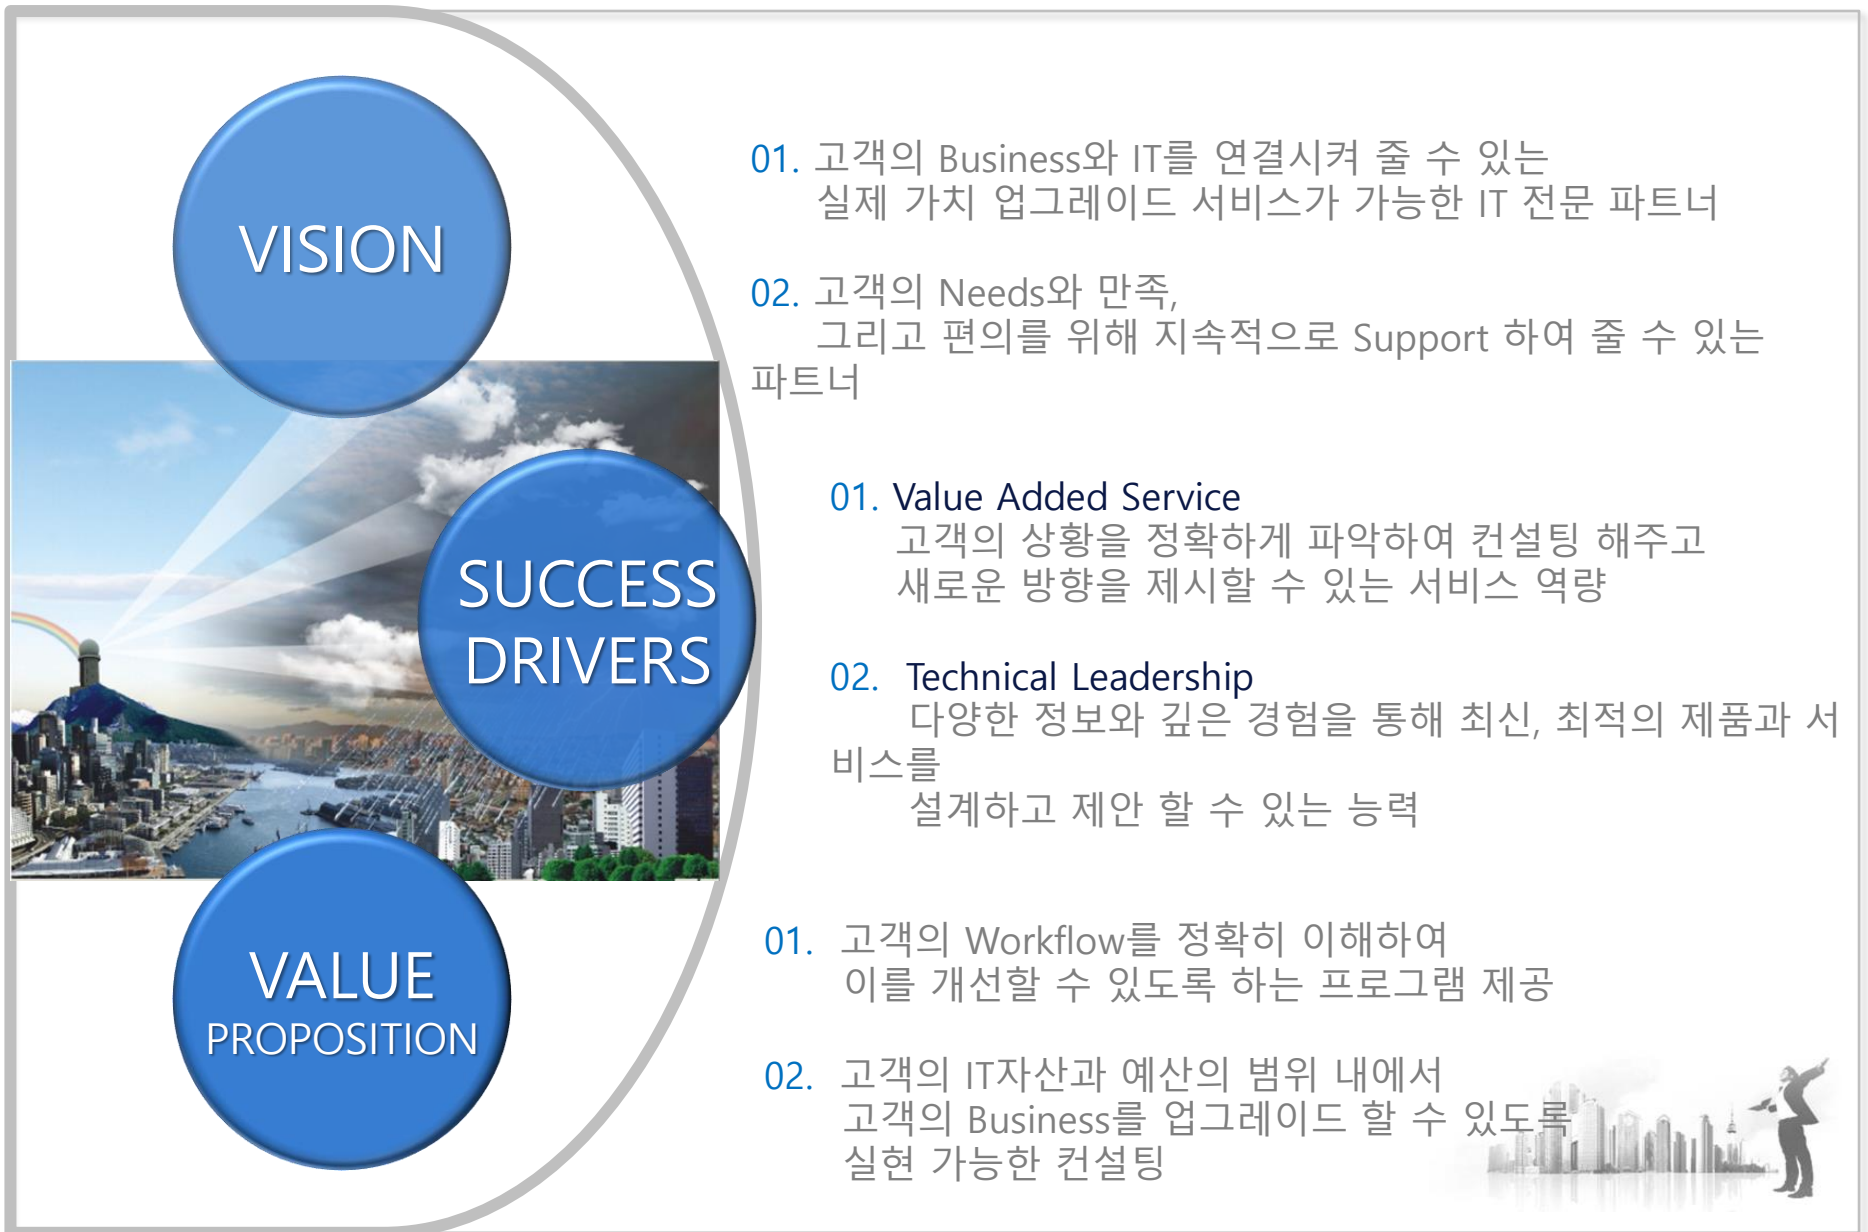 VISION
01. 고객의 Business와 IT를 연결시켜 줄 수 있는
실제 가치 업그레이드 서비스가 가능한 IT 전문 파트너
02. 고객의 Needs와 만족,
그리고 편의를 위해 지속적으로 Support 하여 줄 수 있는
파트너
SUCCESS
DRIVERS
01. Value Added Service
고객의 상황을 정확하게 파악하여 컨설팅 해주고
새로운 방향을 제시할 수 있는 서비스 역량
02. Technical Leadership
다양한 정보와 깊은 경험을 통해 최신, 최적의 제품과 서
비스를
설계하고 제안 할 수 있는 능력
VALUE
PROPOSITION
01. 고객의 Workflow를 정확히 이해하여
이를 개선할 수 있도록 하는 프로그램 제공
02. 고객의 IT자산과 예산의 범위 내에서
고객의 Business를 업그레이드 할 수 있도록
실현 가능한 컨설팅